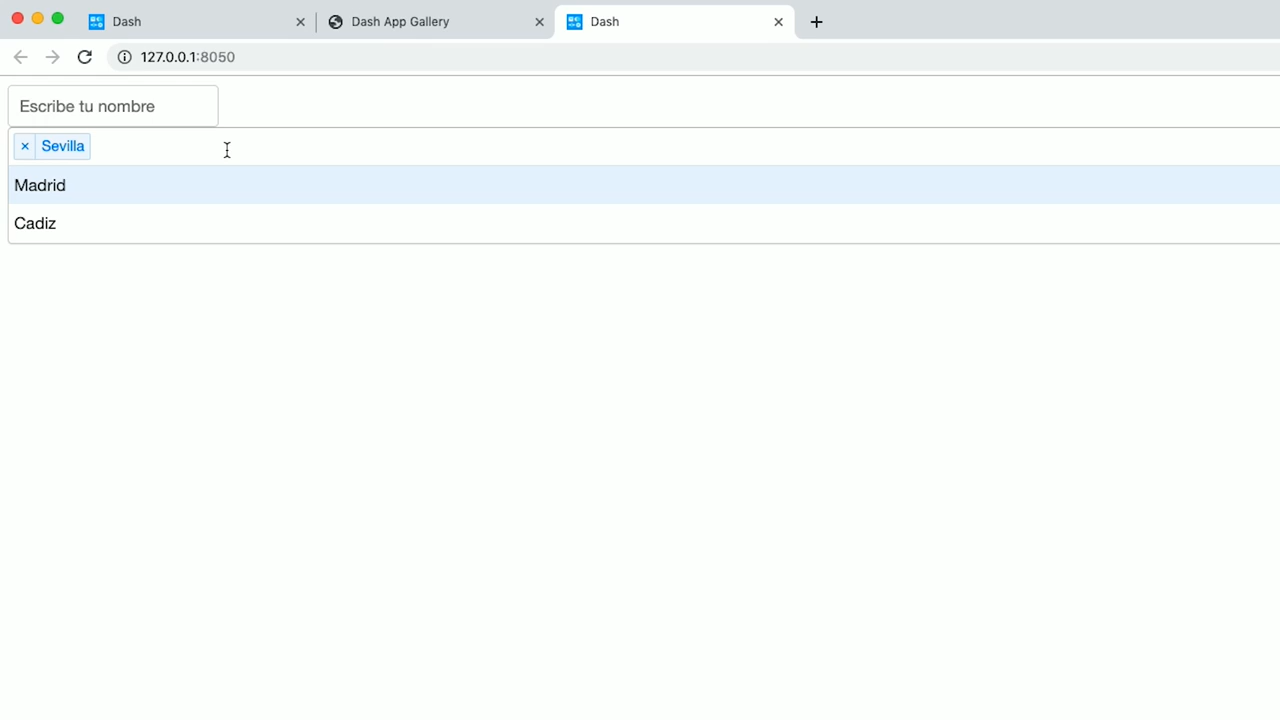 Dash
Dash App Gallery
Dash
127.0.0.1:8050
Escribe tu nombre
× Sevilla
Madrid
Cadiz